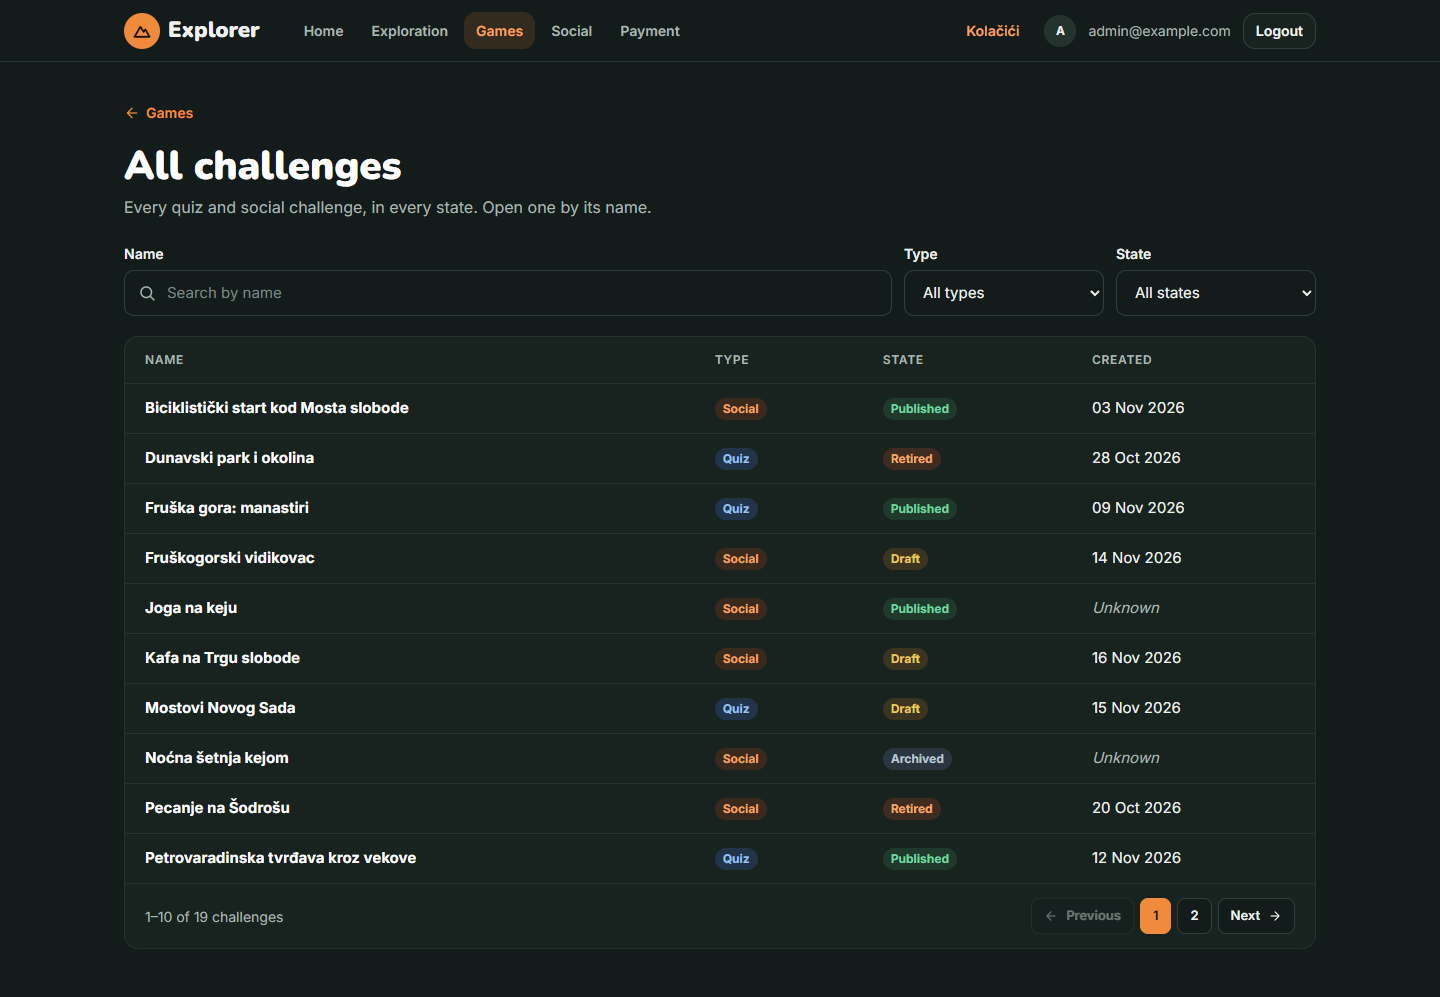 Explorer Home Exploration Games Social Payment Kolačići A admin@example.com Logout
← Games
All challenges
Every quiz and social challenge, in every state. Open one by its name.
Name Type State
Search by name All types All states
NAME TYPE STATE CREATED
Biciklistički start kod Mosta slobode Social Published 03 Nov 2026
Dunavski park i okolina Quiz Retired 28 Oct 2026
Fruška gora: manastiri Quiz Published 09 Nov 2026
Fruškogorski vidikovac Social Draft 14 Nov 2026
Joga na keju Social Published Unknown
Kafa na Trgu slobode Social Draft 16 Nov 2026
Mostovi Novog Sada Quiz Draft 15 Nov 2026
Noćna šetnja kejom Social Archived Unknown
Pecanje na Šodrošu Social Retired 20 Oct 2026
Petrovaradinska tvrđava kroz vekove Quiz Published 12 Nov 2026
1–10 of 19 challenges ← Previous 1 2 Next →